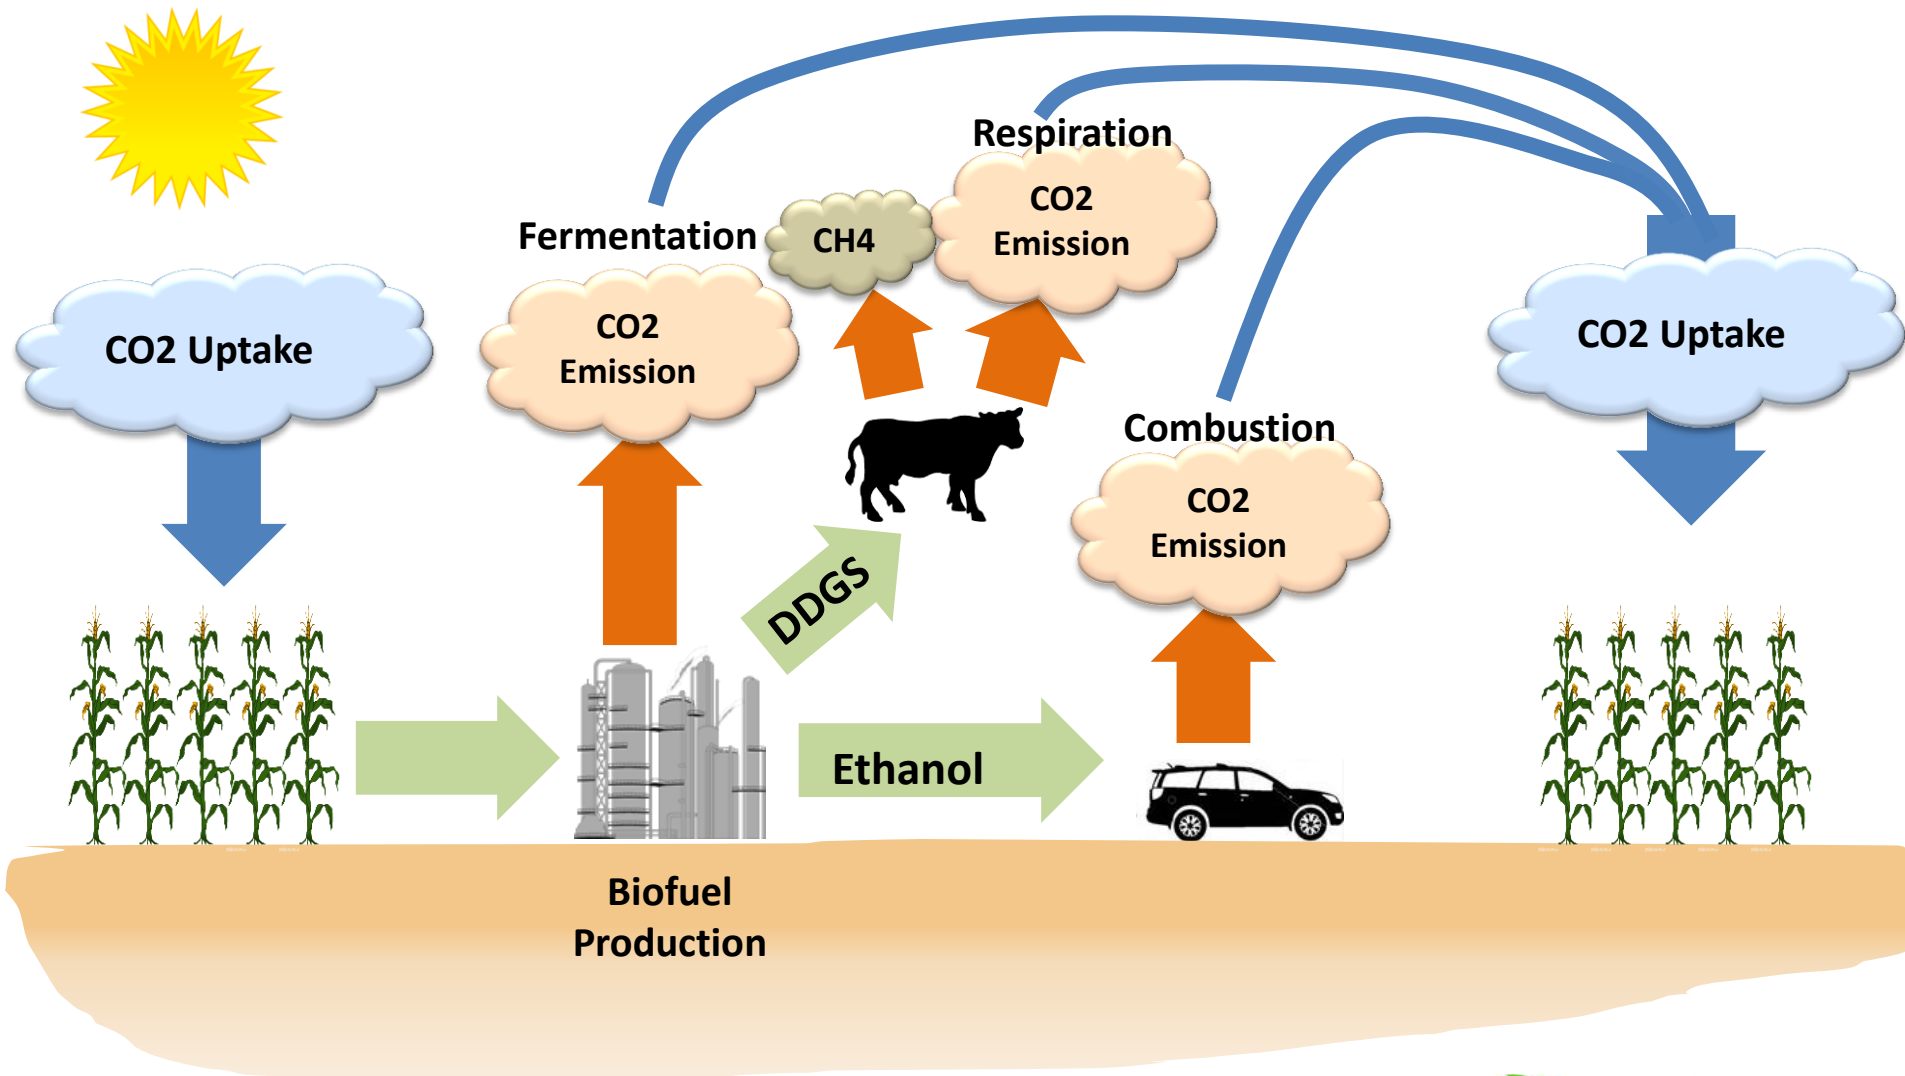 Respiration
CO2
Emission
Fermentation
CH4
CO2
Emission
CO2 Uptake
CO2 Uptake
Combustion
CO2
Emission
DDGS
Ethanol
Biofuel
Production